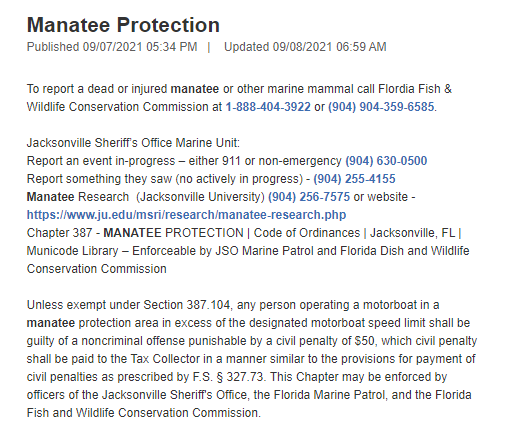 Manatee Protection
Published 09/07/2021 05:34 PM | Updated 09/08/2021 06:59 AM
To report a dead or injured manatee or other marine mammal call Flordia Fish &
Wildlife Conservation Commission at 1-888-404-3922 or (904) 904-359-6585.
Jacksonville Sheriff's Office Marine Unit:
Report an event in-progress – either 911 or non-emergency (904) 630-0500
Report something they saw (no actively in progress) - (904) 255-4155
Manatee Research (Jacksonville University) (904) 256-7575 or website -
https://www.ju.edu/msri/research/manatee-research.php
Chapter 387 - MANATEE PROTECTION | Code of Ordinances | Jacksonville, FL |
Municode Library – Enforceable by JSO Marine Patrol and Florida Dish and Wildlife
Conservation Commission
Unless exempt under Section 387.104, any person operating a motorboat in a
manatee protection area in excess of the designated motorboat speed limit shall be
guilty of a noncriminal offense punishable by a civil penalty of $50, which civil penalty
shall be paid to the Tax Collector in a manner similar to the provisions for payment of
civil penalties as prescribed by F.S. § 327.73. This Chapter may be enforced by
officers of the Jacksonville Sheriff's Office, the Florida Marine Patrol, and the Florida
Fish and Wildlife Conservation Commission.